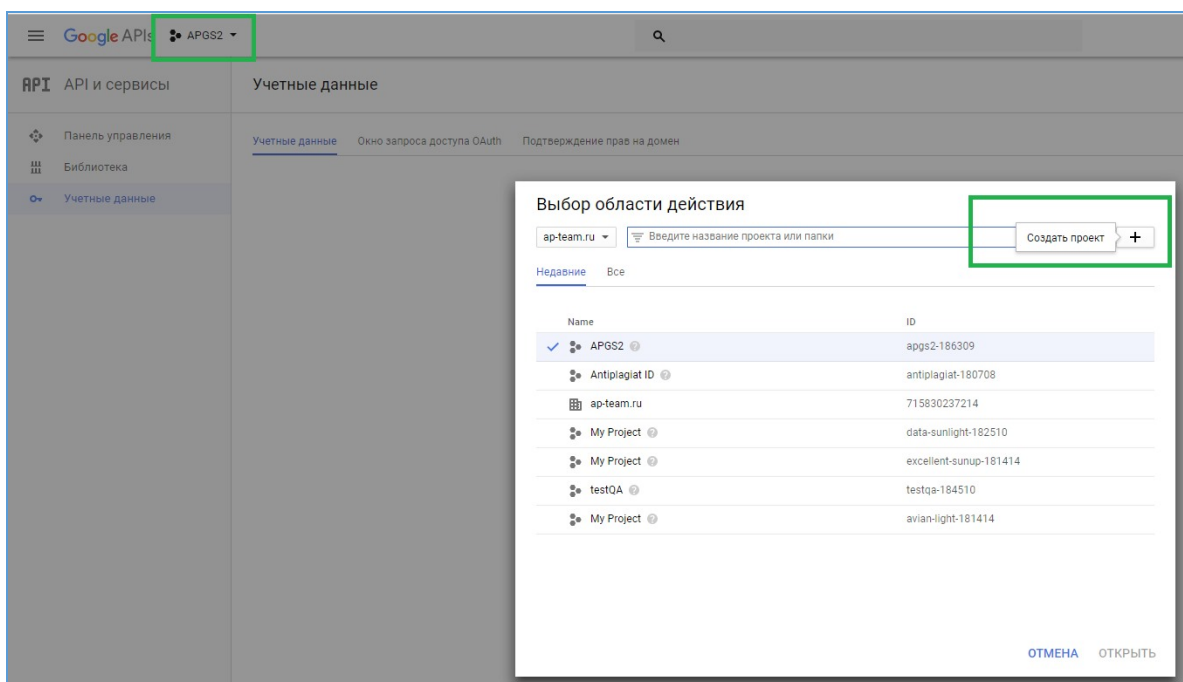 Google APIs APGS2
API API и сервисы
Учетные данные
Панель управления
Библиотека
Учетные данные
Учетные данные Окно запроса доступа OAuth Подтверждение прав на домен
Выбор области действия
ap-team.ru Введите название проекта или папки Создать проект +
Недавние Все
Name ID
APGS2 apgs2-186309
Antiplagiat ID antiplagiat-180708
ap-team.ru 715830237214
My Project data-sunlight-182510
My Project excellent-sunup-181414
testQA testqa-184510
My Project avian-light-181414
ОТМЕНА ОТКРЫТЬ